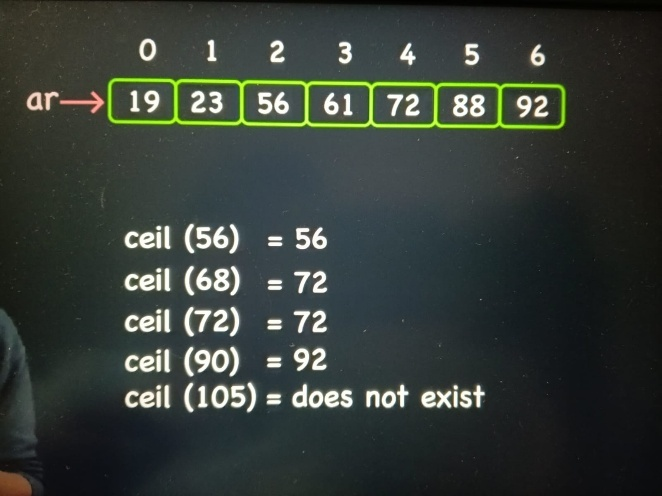 0 1 2 3 4 5 6
ar→ 19 23 56 61 72 88 92
ceil (56) = 56
ceil (68) = 72
ceil (72) = 72
ceil (90) = 92
ceil (105) = does not exist